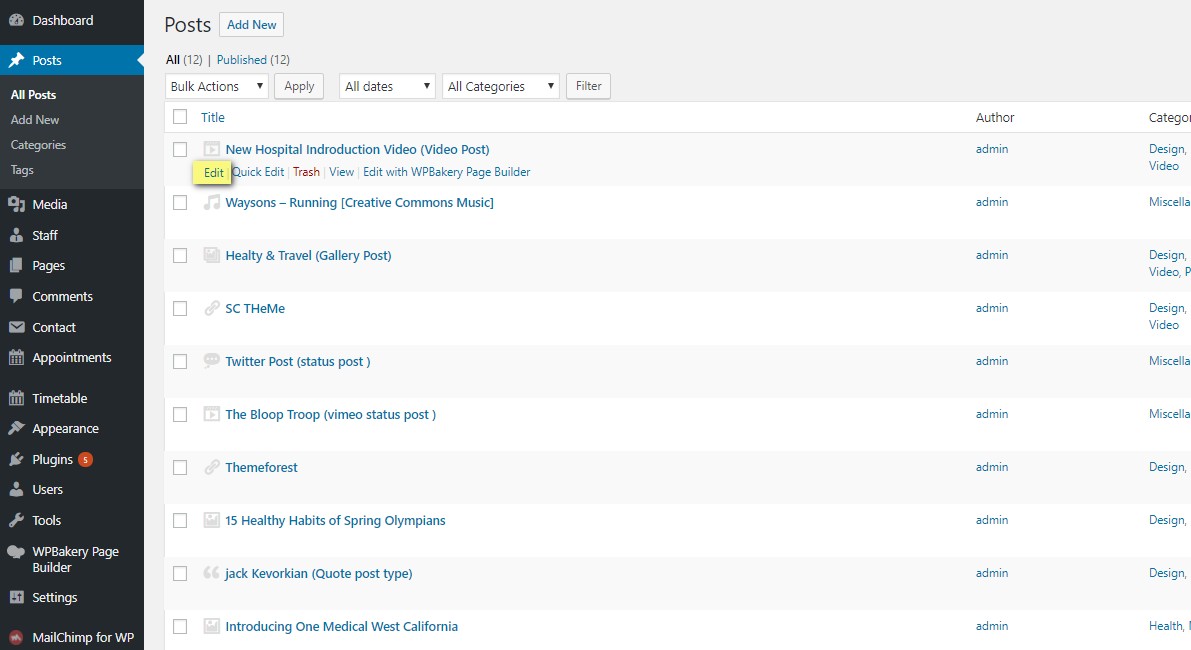 Dashboard
Posts
All Posts
Add New
Categories
Tags
Media
Staff
Pages
Comments
Contact
Appointments
Timetable
Appearance
Plugins 5
Users
Tools
WPBakery Page
Builder
Settings
MailChimp for WP
Posts Add New
All (12) | Published (12)
Bulk Actions Apply All dates All Categories Filter
Title Author Categor
New Hospital Indroduction Video (Video Post) admin Design,
Video
Edit | Quick Edit | Trash | View | Edit with WPBakery Page Builder
Waysons – Running [Creative Commons Music] admin Miscella
Healty & Travel (Gallery Post) admin Design,
Video, P
SC THeMe admin Design,
Video
Twitter Post (status post ) admin Miscella
The Bloop Troop (vimeo status post ) admin Miscella
Themeforest admin Design,
15 Healthy Habits of Spring Olympians admin Design,
jack Kevorkian (Quote post type) admin Design,
Introducing One Medical West California admin Health,